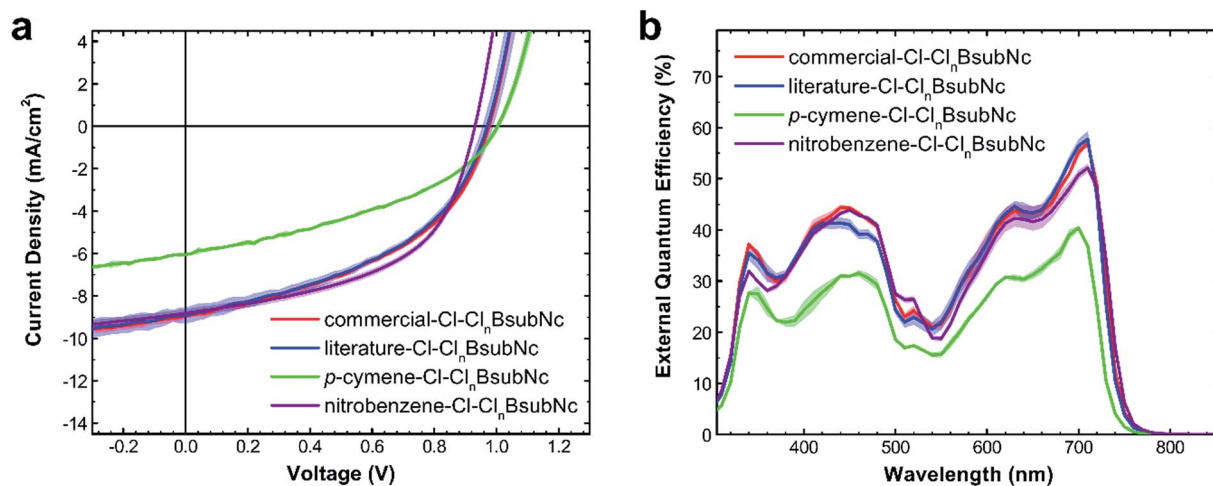 a
4
2
0
-2
-4
-6
-8
-10
-12
-14
Current Density (mA/cm²)
commercial-Cl-ClₙBsubNc
literature-Cl-ClₙBsubNc
p-cymene-Cl-ClₙBsubNc
nitrobenzene-Cl-ClₙBsubNc
-0.2 0.0 0.2 0.4 0.6 0.8 1.0 1.2
Voltage (V)
b
70
60
50
40
30
20
10
0
External Quantum Efficiency (%)
commercial-Cl-ClₙBsubNc
literature-Cl-ClₙBsubNc
p-cymene-Cl-ClₙBsubNc
nitrobenzene-Cl-ClₙBsubNc
400 500 600 700 800
Wavelength (nm)